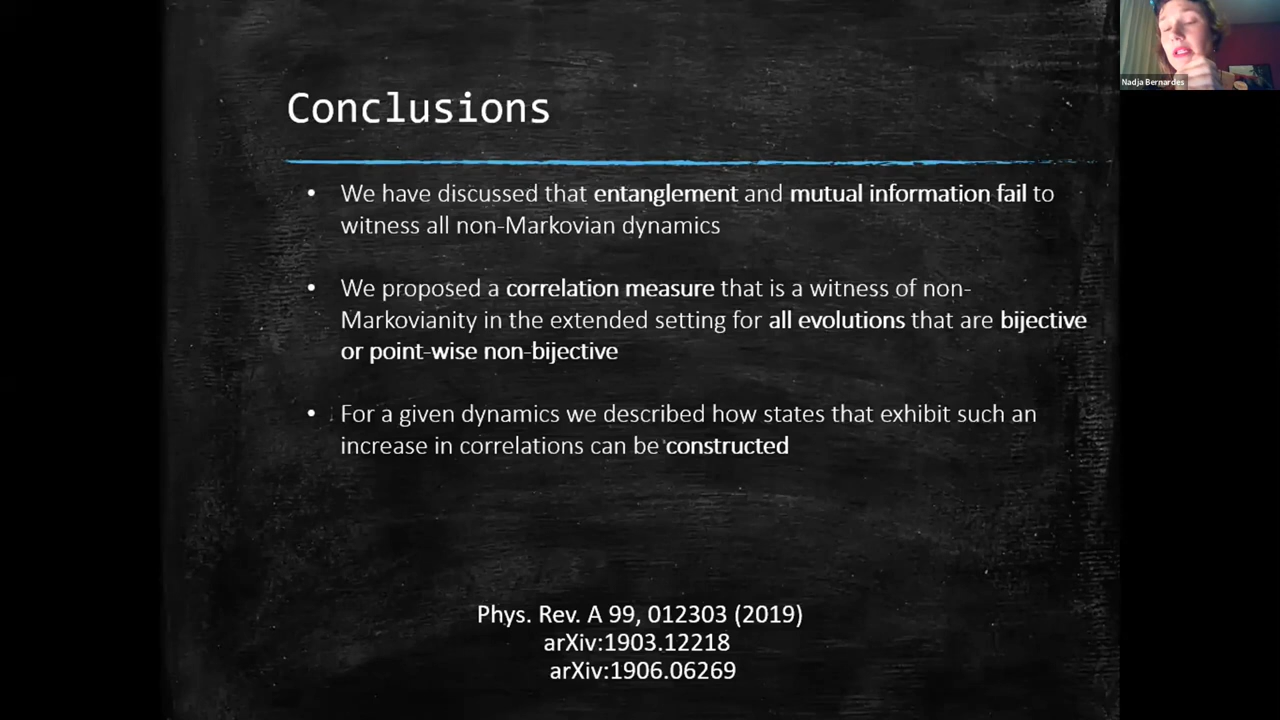 Nadja Bernardes
Conclusions
• We have discussed that entanglement and mutual information fail to
witness all non-Markovian dynamics
• We proposed a correlation measure that is a witness of non-
Markovianity in the extended setting for all evolutions that are bijective
or point-wise non-bijective
• For a given dynamics we described how states that exhibit such an
increase in correlations can be constructed
Phys. Rev. A 99, 012303 (2019)
arXiv:1903.12218
arXiv:1906.06269